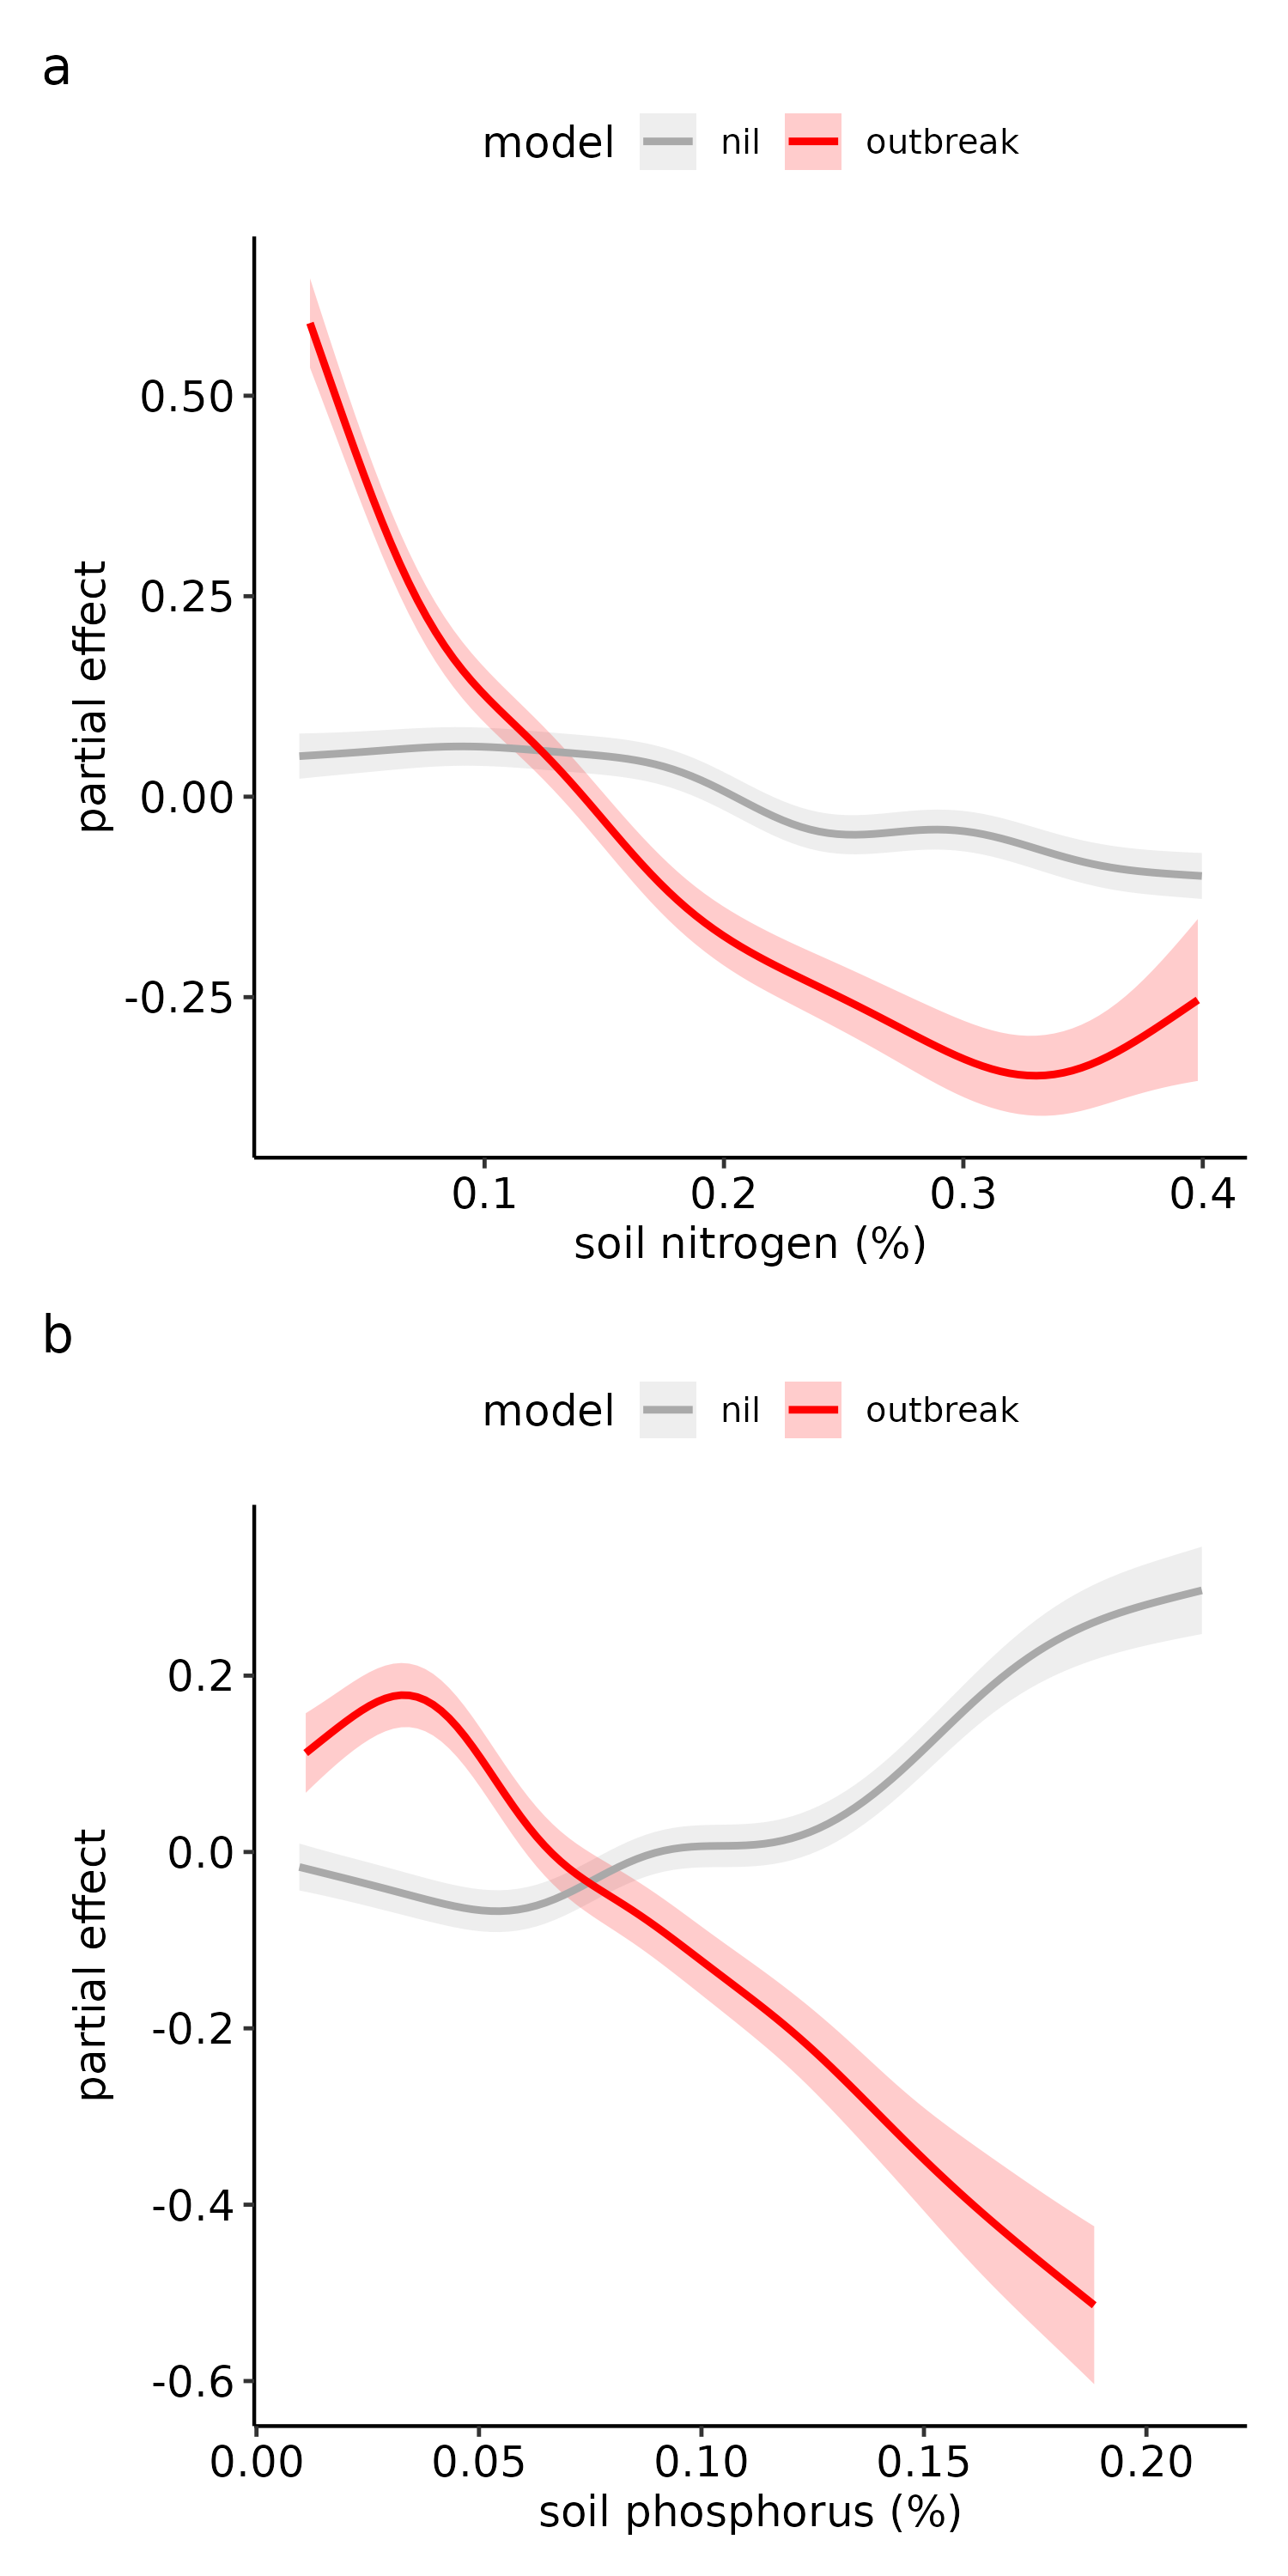 a
model nil outbreak
0.50
0.25
0.00
-0.25
partial effect
0.1 0.2 0.3 0.4
soil nitrogen (%)
b
model nil outbreak
0.2
0.0
-0.2
-0.4
-0.6
partial effect
0.00 0.05 0.10 0.15 0.20
soil phosphorus (%)